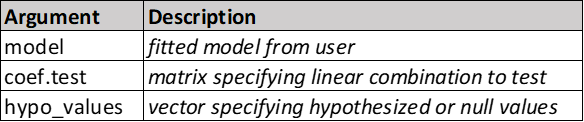 Argument Description
model fitted model from user
coef.test matrix specifying linear combination to test
hypo_values vector specifying hypothesized or null values